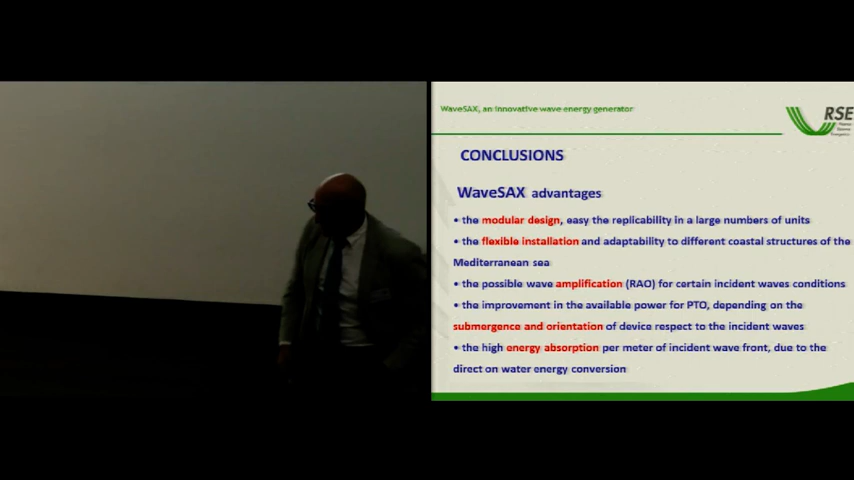 WaveSAX, an innovative wave energy generator
RSE
CONCLUSIONS
WaveSAX advantages
• the modular design, easy the replicability in a large numbers of units
• the flexible installation and adaptability to different coastal structures of the
Mediterranean sea
• the possible wave amplification (RAO) for certain incident waves conditions
• the improvement in the available power for PTO, depending on the
submergence and orientation of device respect to the incident waves
• the high energy absorption per meter of incident wave front, due to the
direct on water energy conversion